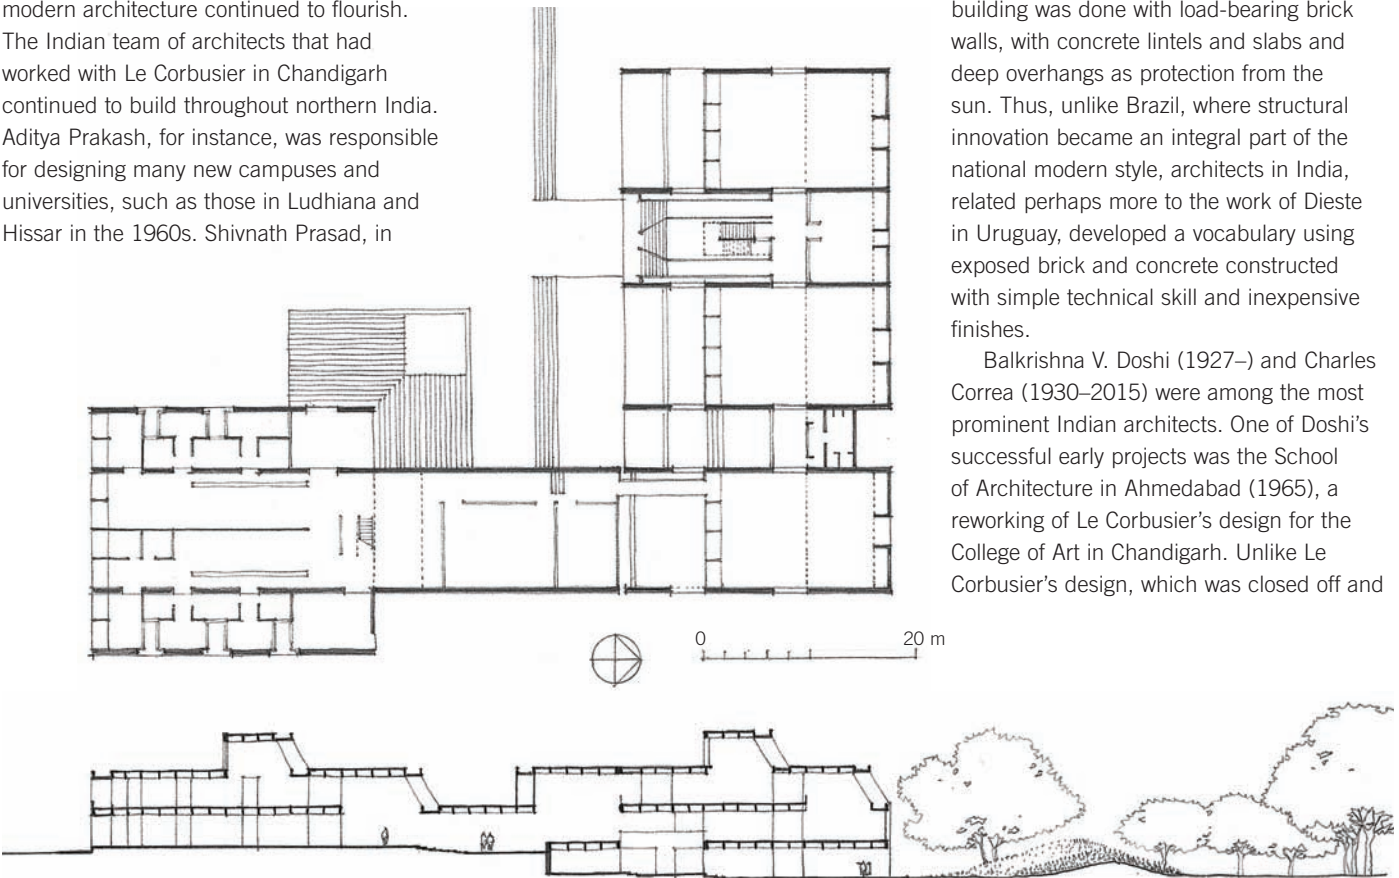 modern architecture continued to flourish.
The Indian team of architects that had
worked with Le Corbusier in Chandigarh
continued to build throughout northern India.
Aditya Prakash, for instance, was responsible
for designing many new campuses and
universities, such as those in Ludhiana and
Hissar in the 1960s. Shivnath Prasad, in
building was done with load-bearing brick
walls, with concrete lintels and slabs and
deep overhangs as protection from the
sun. Thus, unlike Brazil, where structural
innovation became an integral part of the
national modern style, architects in India,
related perhaps more to the work of Dieste
in Uruguay, developed a vocabulary using
exposed brick and concrete constructed
with simple technical skill and inexpensive
finishes.
Balkrishna V. Doshi (1927–) and Charles
Correa (1930–2015) were among the most
prominent Indian architects. One of Doshi’s
successful early projects was the School
of Architecture in Ahmedabad (1965), a
reworking of Le Corbusier’s design for the
College of Art in Chandigarh. Unlike Le
Corbusier’s design, which was closed off and
0 20 m